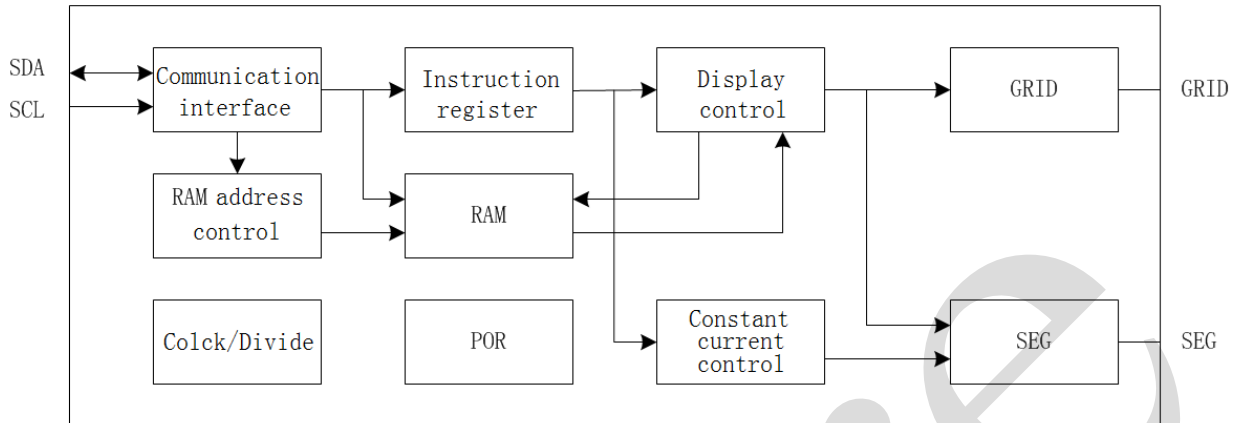 SDA
SCL
Communication
interface
Instruction
register
Display
control
GRID
GRID
RAM address
control
RAM
Colck/Divide
POR
Constant
current
control
SEG
SEG